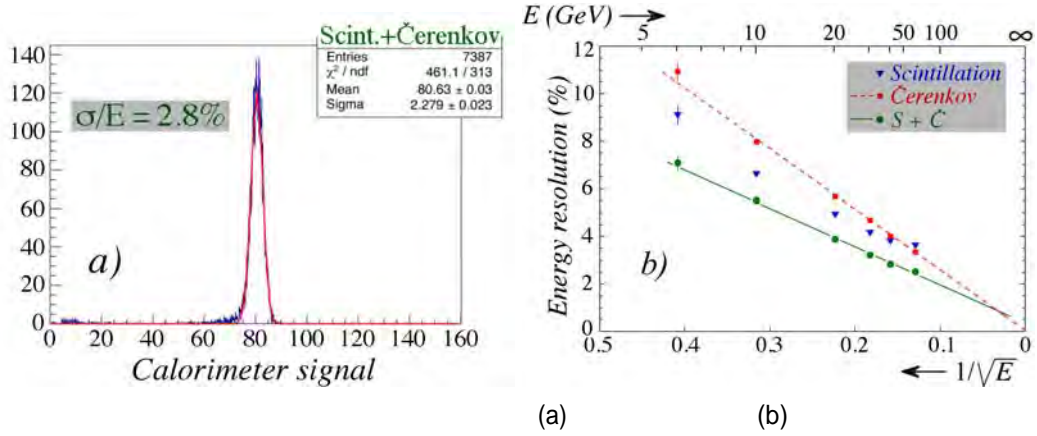 Scint.+Čerenkov
Entries 7387
χ² / ndf 461.1 / 313
Mean 80.63 ± 0.03
Sigma 2.279 ± 0.023
σ/E = 2.8%
140
120
100
80
60
40
20
0
a)
0 20 40 60 80 100 120 140 160
Calorimeter signal
E (GeV)
5 10 20 50 100 ∞
Scintillation
Čerenkov
S + Č
Energy resolution (%)
12
10
8
6
4
2
0
b)
0.5 0.4 0.3 0.2 0.1 0
1/√E
(a) (b)